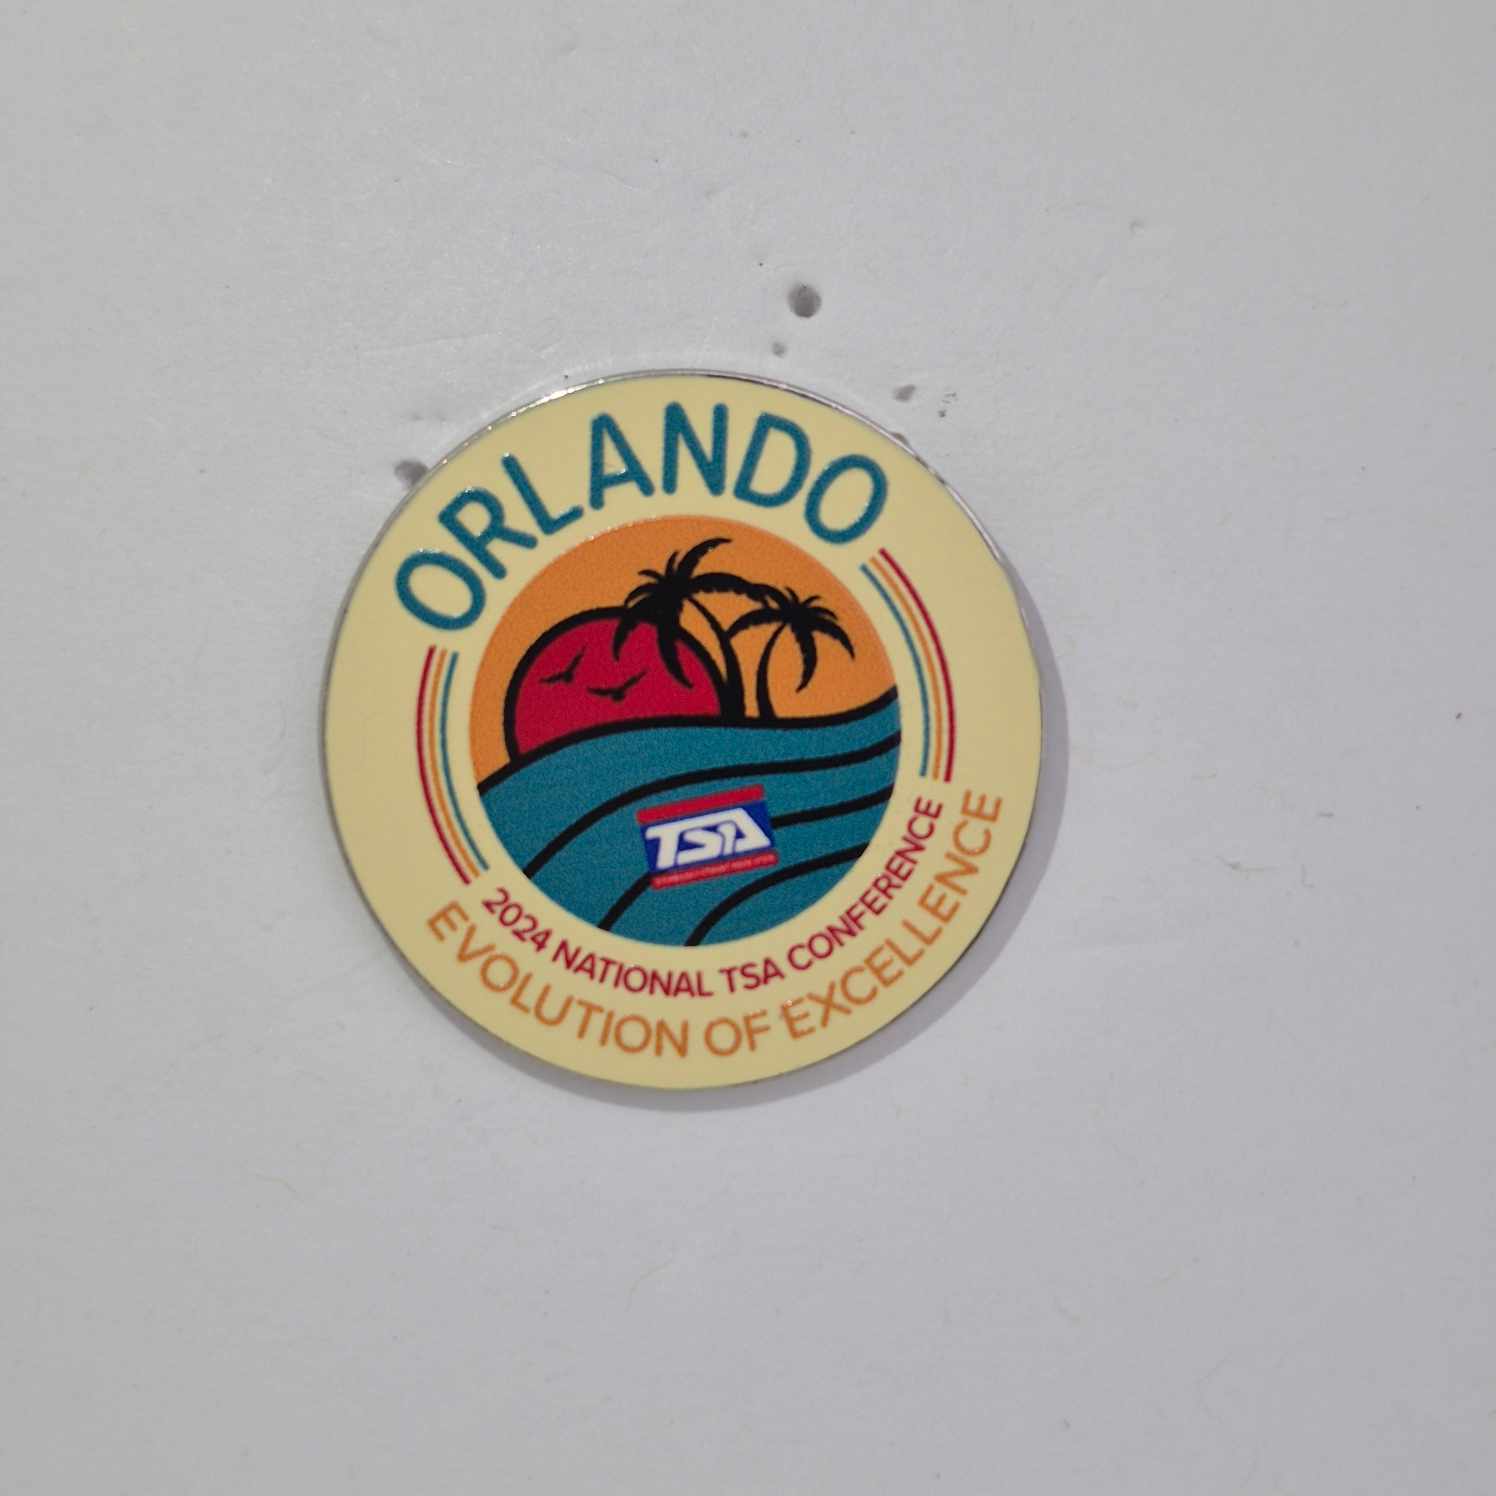 ORLANDO
TSA
2024 NATIONAL TSA CONFERENCE
EVOLUTION OF EXCELLENCE